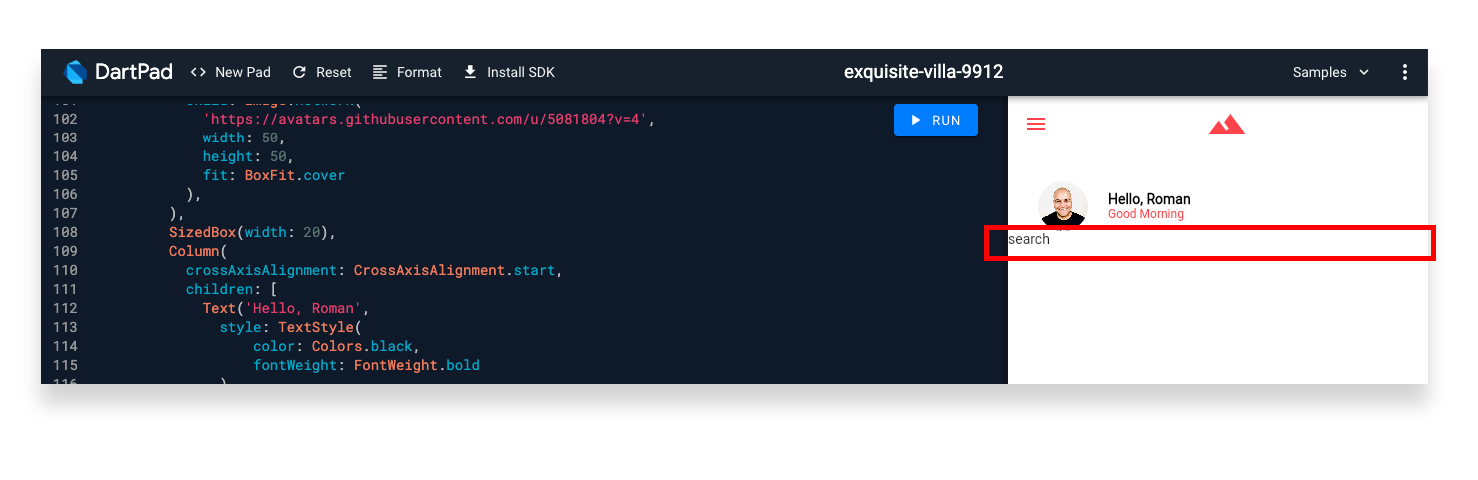 DartPad <> New Pad Reset Format Install SDK exquisite-villa-9912 Samples
102 'https://avatars.githubusercontent.com/u/5081804?v=4',
103 width: 50,
104 height: 50,
105 fit: BoxFit.cover
106 ),
107 ),
108 SizedBox(width: 20),
109 Column(
110 crossAxisAlignment: CrossAxisAlignment.start,
111 children: [
112 Text('Hello, Roman',
113 style: TextStyle(
114 color: Colors.black,
115 fontWeight: FontWeight.bold
116 )
RUN
Hello, Roman
Good Morning
search